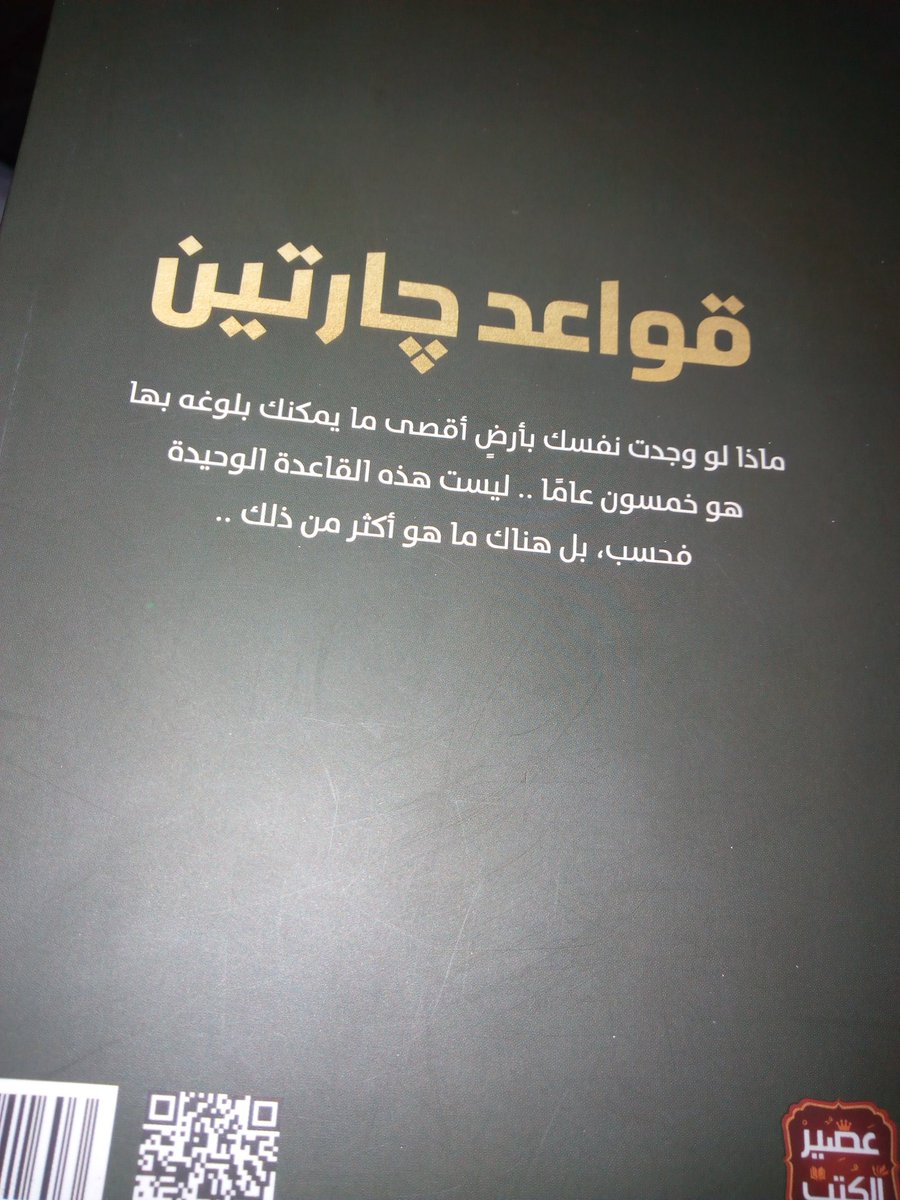 قواعد چارتين
ماذا لو وجدت نفسك بأرضٍ أقصى ما يمكنك بلوغه بها
هو خمسون عامًا .. ليست هذه القاعدة الوحيدة
فحسب، بل هناك ما هو أكثر من ذلك ..
عَصيْر
الكتب